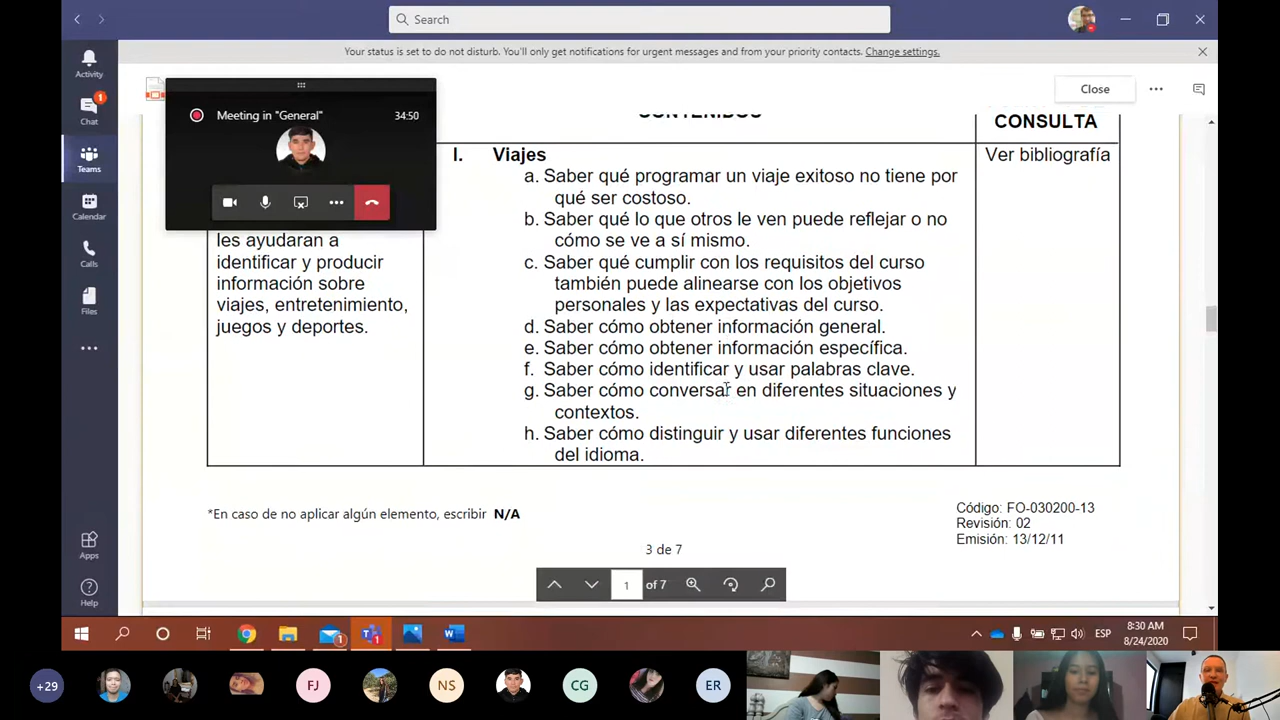 Search
Your status is set to do not disturb. You'll only get notifications for urgent messages and from your priority contacts. Change settings.
Activity
Chat
1
Teams
Calendar
Calls
Files
Apps
Help
Meeting in "General"
34:50
Close
CONTENIDOS
CONSULTA
les ayudaran a
identificar y producir
información sobre
viajes, entretenimiento,
juegos y deportes.
I. Viajes
a. Saber qué programar un viaje exitoso no tiene por
qué ser costoso.
b. Saber qué lo que otros le ven puede reflejar o no
cómo se ve a sí mismo.
c. Saber qué cumplir con los requisitos del curso
también puede alinearse con los objetivos
personales y las expectativas del curso.
d. Saber cómo obtener información general.
e. Saber cómo obtener información específica.
f. Saber cómo identificar y usar palabras clave.
g. Saber cómo conversar en diferentes situaciones y
contextos.
h. Saber cómo distinguir y usar diferentes funciones
del idioma.
Ver bibliografía
*En caso de no aplicar algún elemento, escribir N/A
Código: FO-030200-13
Revisión: 02
Emisión: 13/12/11
3 de 7
1 of 7
1
1
ESP
8:30 AM
8/24/2020
+29
FJ
NS
CG
ER